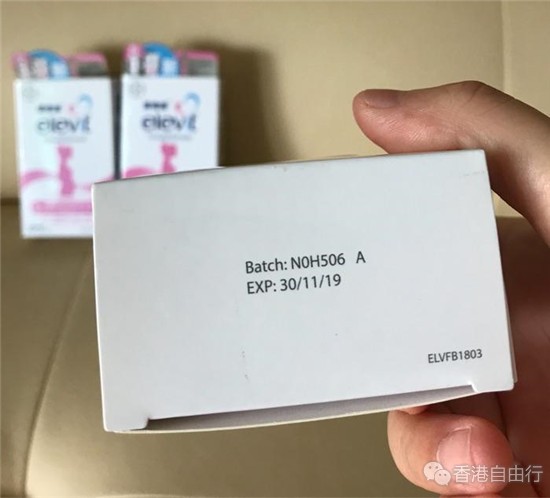 elevit
elevit
Batch: N0H506 A
EXP: 30/11/19
ELVFB1803
香港自由行